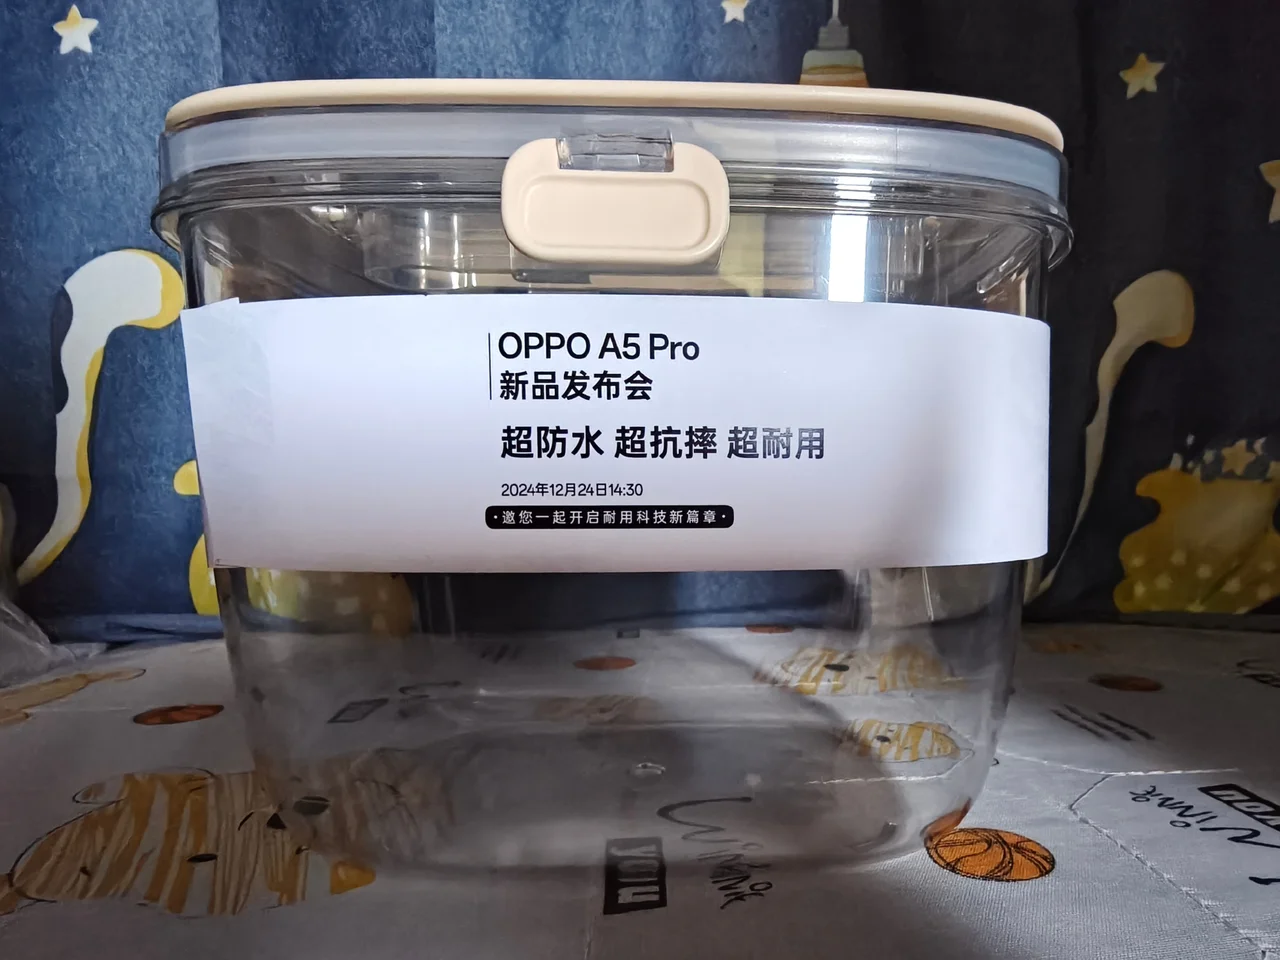 OPPO A5 Pro
新品发布会
超防水 超抗摔 超耐用
2024年12月24日14:30
·邀您一起开启耐用科技新篇章·